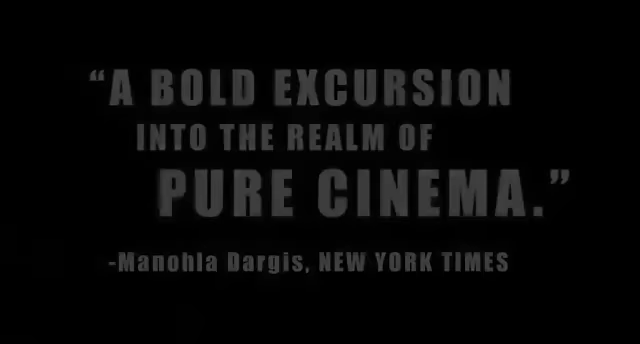 “A BOLD EXCURSION
INTO THE REALM OF
PURE CINEMA.”
-Manohla Dargis, NEW YORK TIMES